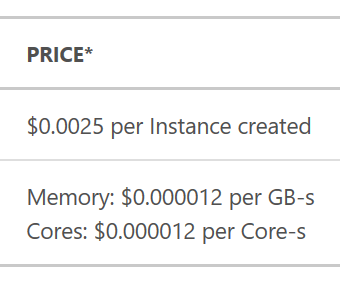 PRICE*
$0.0025 per Instance created
Memory: $0.000012 per GB-s
Cores: $0.000012 per Core-s